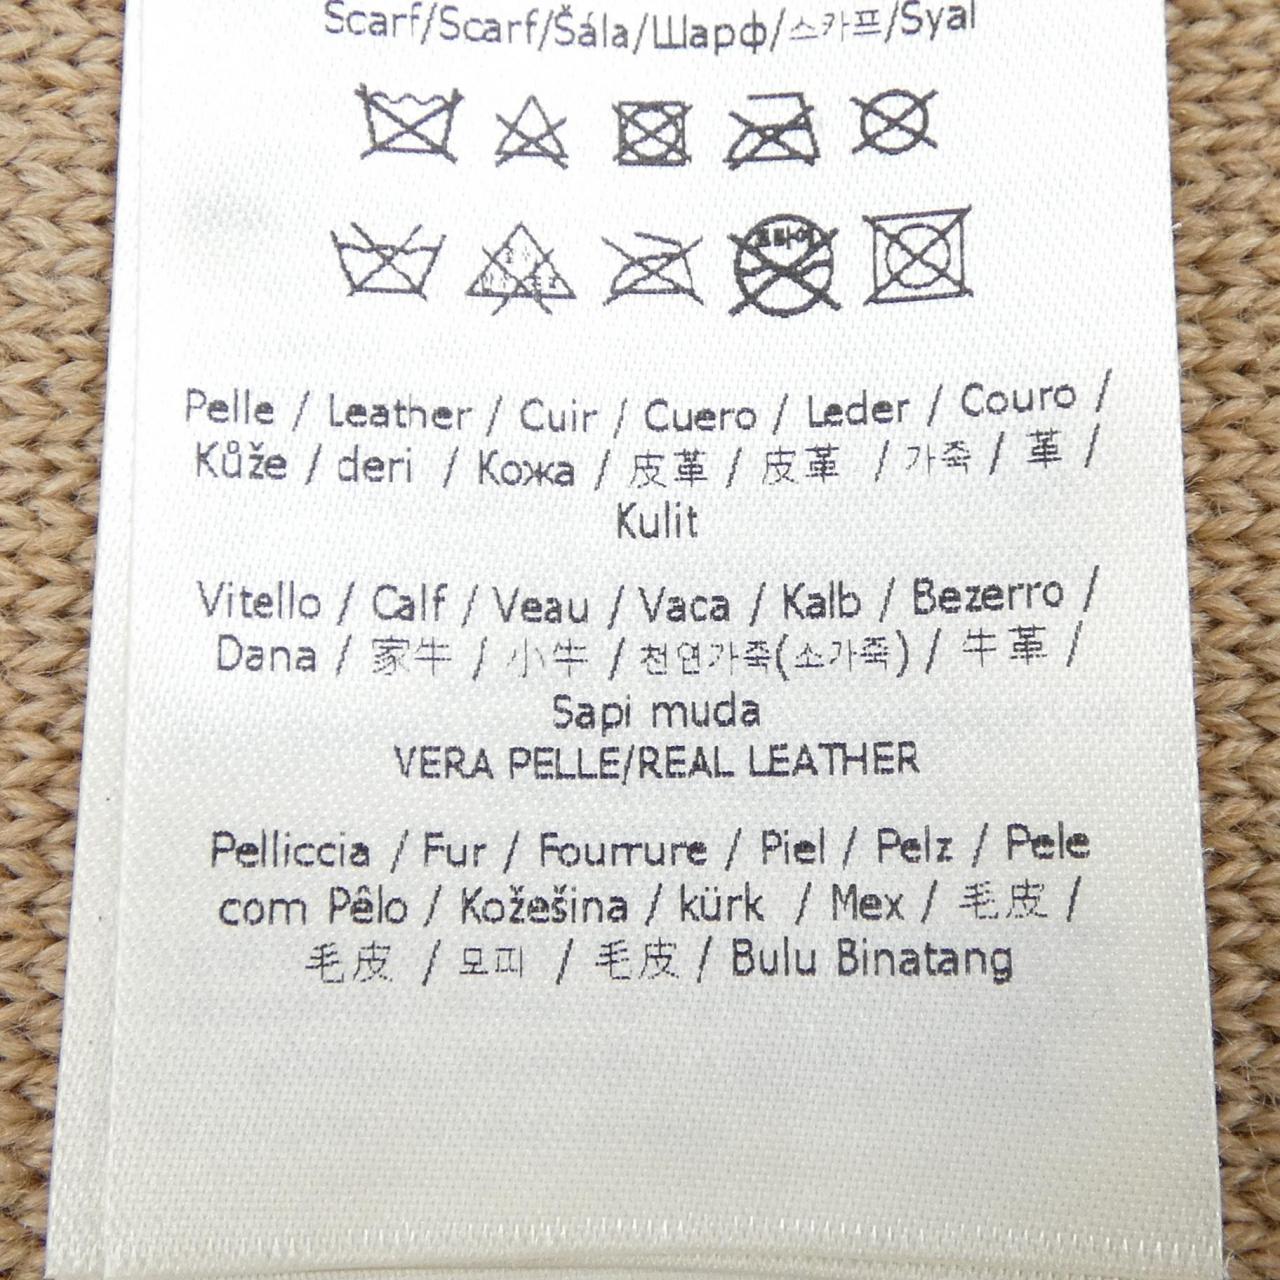 Scarf/Scarf/Šála/Шарф/스카프/Syal
Pelle / Leather / Cuir / Cuero / Leder / Couro /
Kůže / deri / Кожа / 皮革 / 皮革 / 가죽 / 革 /
Kulit
Vitello / Calf / Veau / Vaca / Kalb / Bezerro /
Dana / 家牛 / 小牛 / 천연가죽(소가죽) / 牛革 /
Sapi muda
VERA PELLE/REAL LEATHER
Pelliccia / Fur / Fourrure / Piel / Pelz / Pele
com Pêlo / Kožešina / kürk / Мех / 毛皮 /
毛皮 / 모피 / 毛皮 / Bulu Binatang